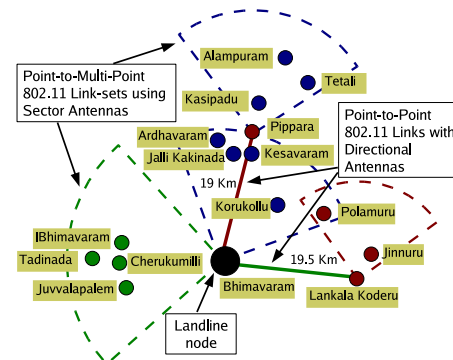 Alampuram
Point-to-Multi-Point
802.11 Link-sets using
Sector Antennas
Tetali
Kasipadu
Point-to-Point
802.11 Links with
Directional
Antennas
Pippara
Ardhavaram
Jalli Kakinada
Kesavaram
19 Km
Korukollu
Polamuru
IBhimavaram
Tadinada
Cherukumilli
Jinnuru
19.5 Km
Juvvalapalem
Bhimavaram
Lankala Koderu
Landline
node